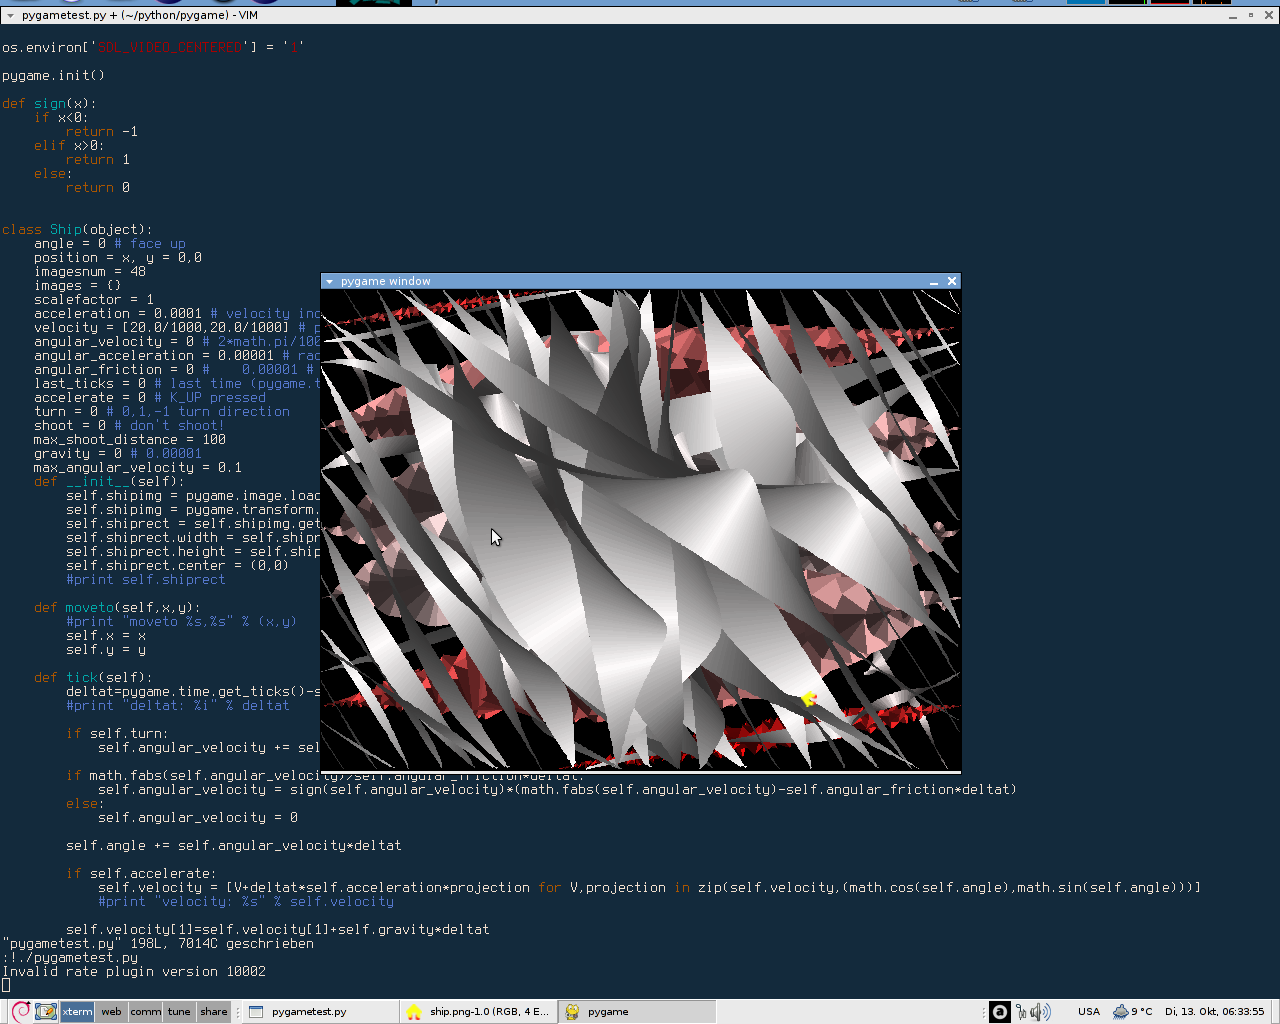 pygametest.py + (~/python/pygame) - VIM
os.environ['SDL_VIDEO_CENTERED'] = '1'
pygame.init()
def sign(x):
    if x<0:
        return -1
    elif x>0:
        return 1
    else:
        return 0
class Ship(object):
    angle = 0 # face up
    position = x, y = 0,0
    imagesnum = 48
    images = {}
    scalefactor = 1
    acceleration = 0.0001 # velocity inc
    velocity = [20.0/1000,20.0/1000] # p
    angular_velocity = 0 # 2*math.pi/100
    angular_acceleration = 0.00001 # rad
    angular_friction = 0 #    0.00001 #
    last_ticks = 0 # last time (pygame.t
    accelerate = 0 # K_UP pressed
    turn = 0 # 0,1,-1 turn direction
    shoot = 0 # don't shoot!
    max_shoot_distance = 100
    gravity = 0 # 0.00001
    max_angular_velocity = 0.1
    def __init__(self):
        self.shipimg = pygame.image.load
        self.shipimg = pygame.transform.
        self.shiprect = self.shipimg.get
        self.shiprect.width = self.shipr
        self.shiprect.height = self.ship
        self.shiprect.center = (0,0)
        #print self.shiprect
    def moveto(self,x,y):
        #print "moveto %s,%s" % (x,y)
        self.x = x
        self.y = y
    def tick(self):
        deltat=pygame.time.get_ticks()-s
        #print "deltat: %i" % deltat
        if self.turn:
            self.angular_velocity += sel
        if math.fabs(self.angular_velocity)>self.angular_friction*deltat:
            self.angular_velocity = sign(self.angular_velocity)*(math.fabs(self.angular_velocity)-self.angular_friction*deltat)
        else:
            self.angular_velocity = 0
        self.angle += self.angular_velocity*deltat
        if self.accelerate:
            self.velocity = [V+deltat*self.acceleration*projection for V,projection in zip(self.velocity,(math.cos(self.angle),math.sin(self.angle)))]
            #print "velocity: %s" % self.velocity
        self.velocity[1]=self.velocity[1]+self.gravity*deltat
"pygametest.py" 198L, 7014C geschrieben
:!./pygametest.py
Invalid rate plugin version 10002
pygame window
xterm web comm tune share pygametest.py ship.png-1.0 (RGB, 4 E... pygame a USA 9 °C Di, 13. Okt, 06:33:55